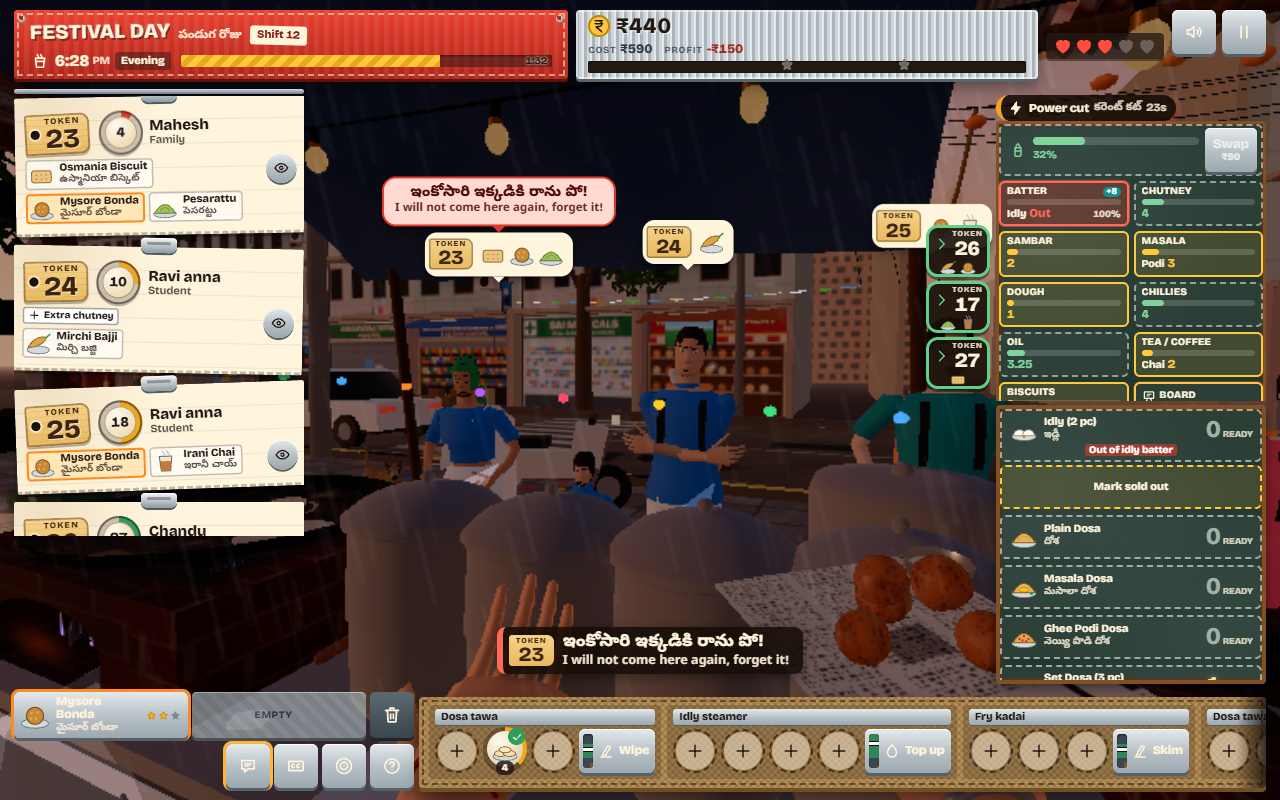 FESTIVAL DAY పండుగ రోజు Shift 12
6:28 PM Evening 1:32
₹ ₹440
COST ₹590 PROFIT -₹150
Power cut కరెంట్ కట్ 23s
32%
Swap
₹90
BATTER +8
Idly Out 100%
CHUTNEY
4
SAMBAR
2
MASALA
Podi 3
DOUGH
1
CHILLIES
4
OIL
3.25
TEA / COFFEE
Chai 2
BISCUITS
BOARD
Idly (2 pc)
ఇడ్లీ
0 READY
Out of idly batter
Mark sold out
Plain Dosa
దోశ
0 READY
Masala Dosa
మసాలా దోశ
0 READY
Ghee Podi Dosa
నెయ్యి పొడి దోశ
0 READY
Set Dosa (3 pc)
TOKEN
23
4
Mahesh
Family
Osmania Biscuit
ఉస్మానియా బిస్కెట్
Mysore Bonda
మైసూర్ బోండా
Pesarattu
పెసరట్టు
TOKEN
24
10
Ravi anna
Student
+ Extra chutney
Mirchi Bajji
మిర్చి బజ్జి
TOKEN
25
18
Ravi anna
Student
Mysore Bonda
మైసూర్ బోండా
Irani Chai
ఇరానీ చాయ్
TOKEN
Chandu
ఇంకోసారి ఇక్కడికి రాను పో!
I will not come here again, forget it!
TOKEN
23
TOKEN
24
TOKEN
25
TOKEN
26
TOKEN
17
TOKEN
27
TOKEN
23
ఇంకోసారి ఇక్కడికి రాను పో!
I will not come here again, forget it!
Mysore
Bonda
మైసూర్ బోండా
EMPTY
CC
Dosa tawa
4
Wipe
Idly steamer
Top up
Fry kadai
Skim
Dosa tawa